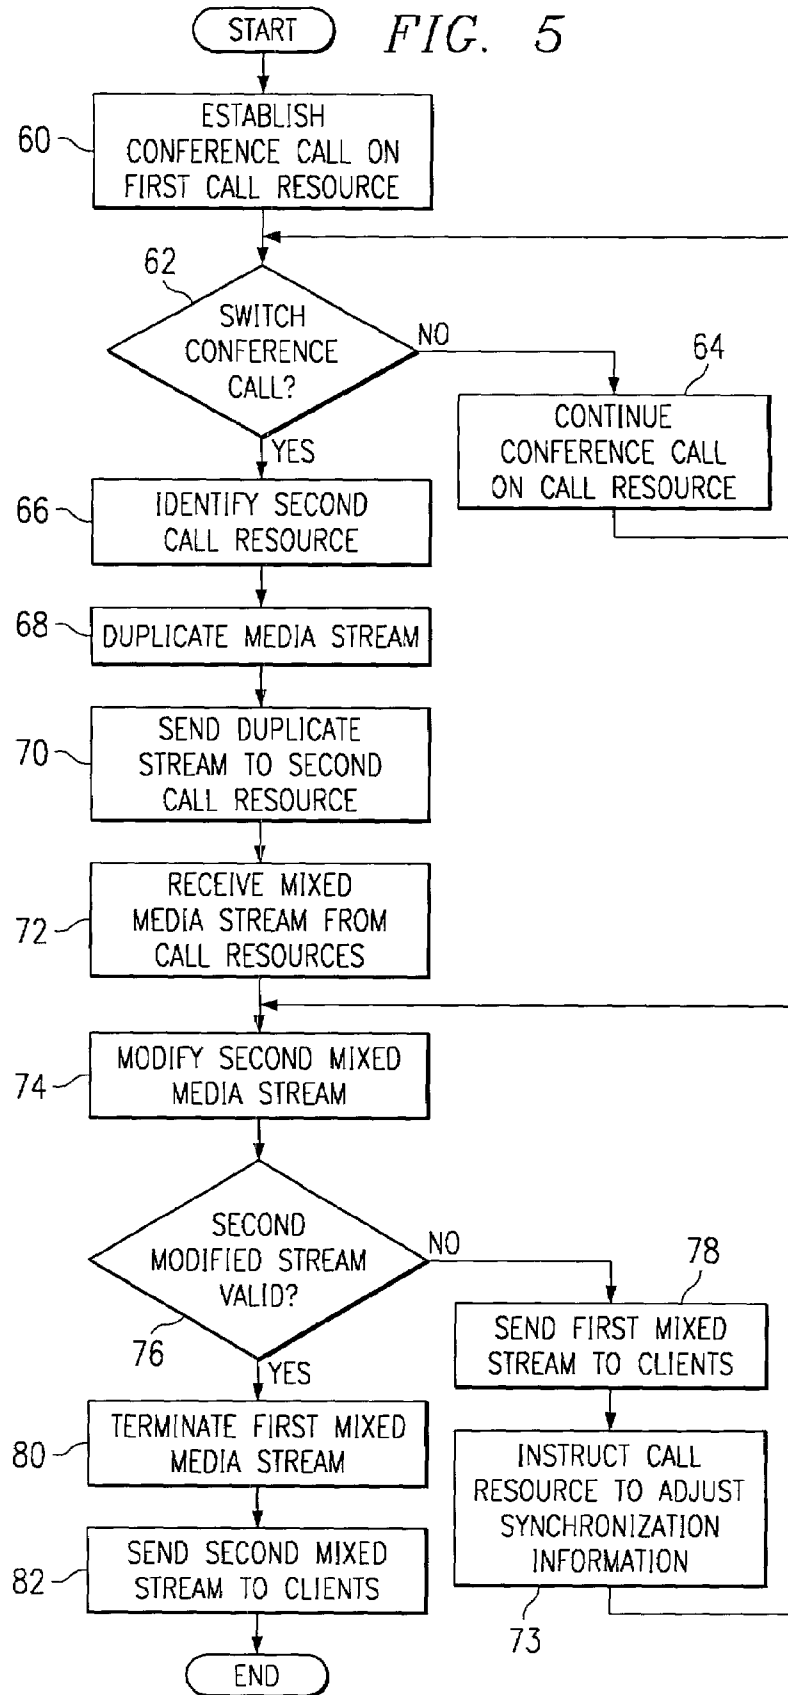 START
FIG. 5
60
ESTABLISH
CONFERENCE CALL ON
FIRST CALL RESOURCE
62
SWITCH
CONFERENCE
CALL?
NO
YES
64
CONTINUE
CONFERENCE CALL
ON CALL RESOURCE
66
IDENTIFY SECOND
CALL RESOURCE
68
DUPLICATE MEDIA STREAM
70
SEND DUPLICATE
STREAM TO SECOND
CALL RESOURCE
72
RECEIVE MIXED
MEDIA STREAM FROM
CALL RESOURCES
74
MODIFY SECOND MIXED
MEDIA STREAM
SECOND
MODIFIED STREAM
VALID?
76
NO
YES
78
SEND FIRST MIXED
STREAM TO CLIENTS
INSTRUCT CALL
RESOURCE TO ADJUST
SYNCHRONIZATION
INFORMATION
73
80
TERMINATE FIRST MIXED
MEDIA STREAM
82
SEND SECOND MIXED
STREAM TO CLIENTS
END